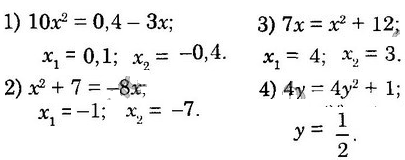 1) 10x² = 0,4 – 3x;
x₁ = 0,1; x₂ = –0,4.
2) x² + 7 = –8x;
x₁ = –1; x₂ = –7.
3) 7x = x² + 12;
x₁ = 4; x₂ = 3.
4) 4y = 4y² + 1;
y = 1/2.